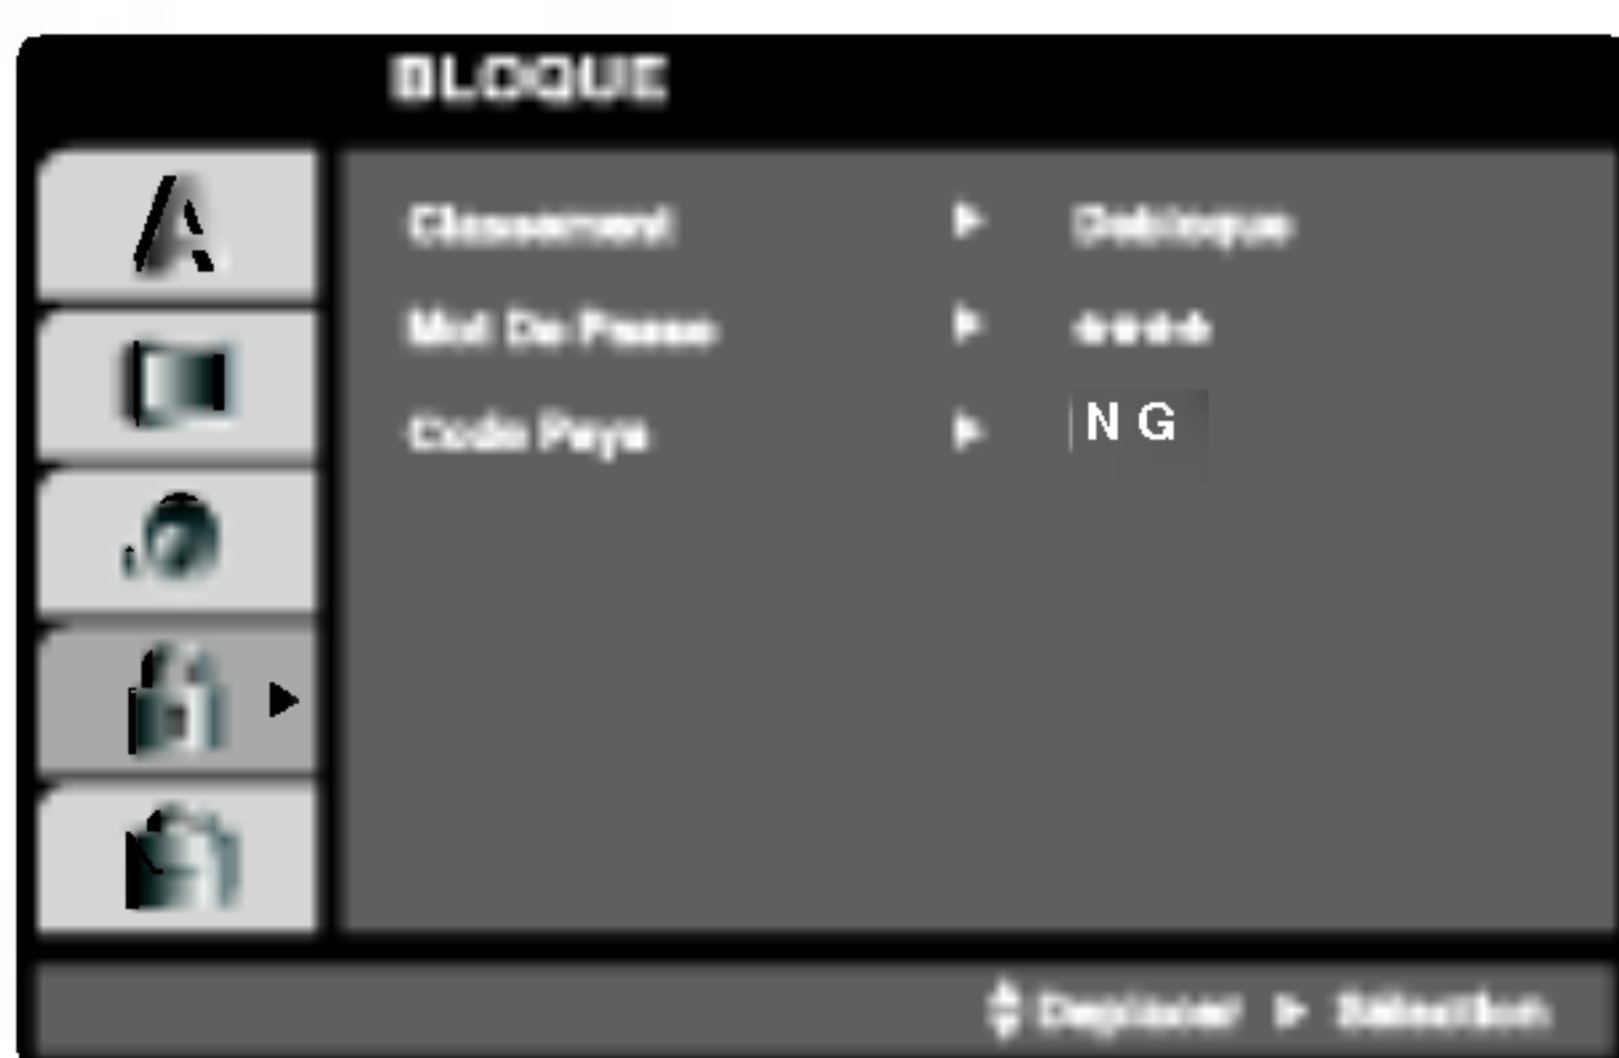 BLOQUE
A
Classement ► Debloque
Mot De Passe ► ****
Code Pays ► N G
Deplacer ► Sélection